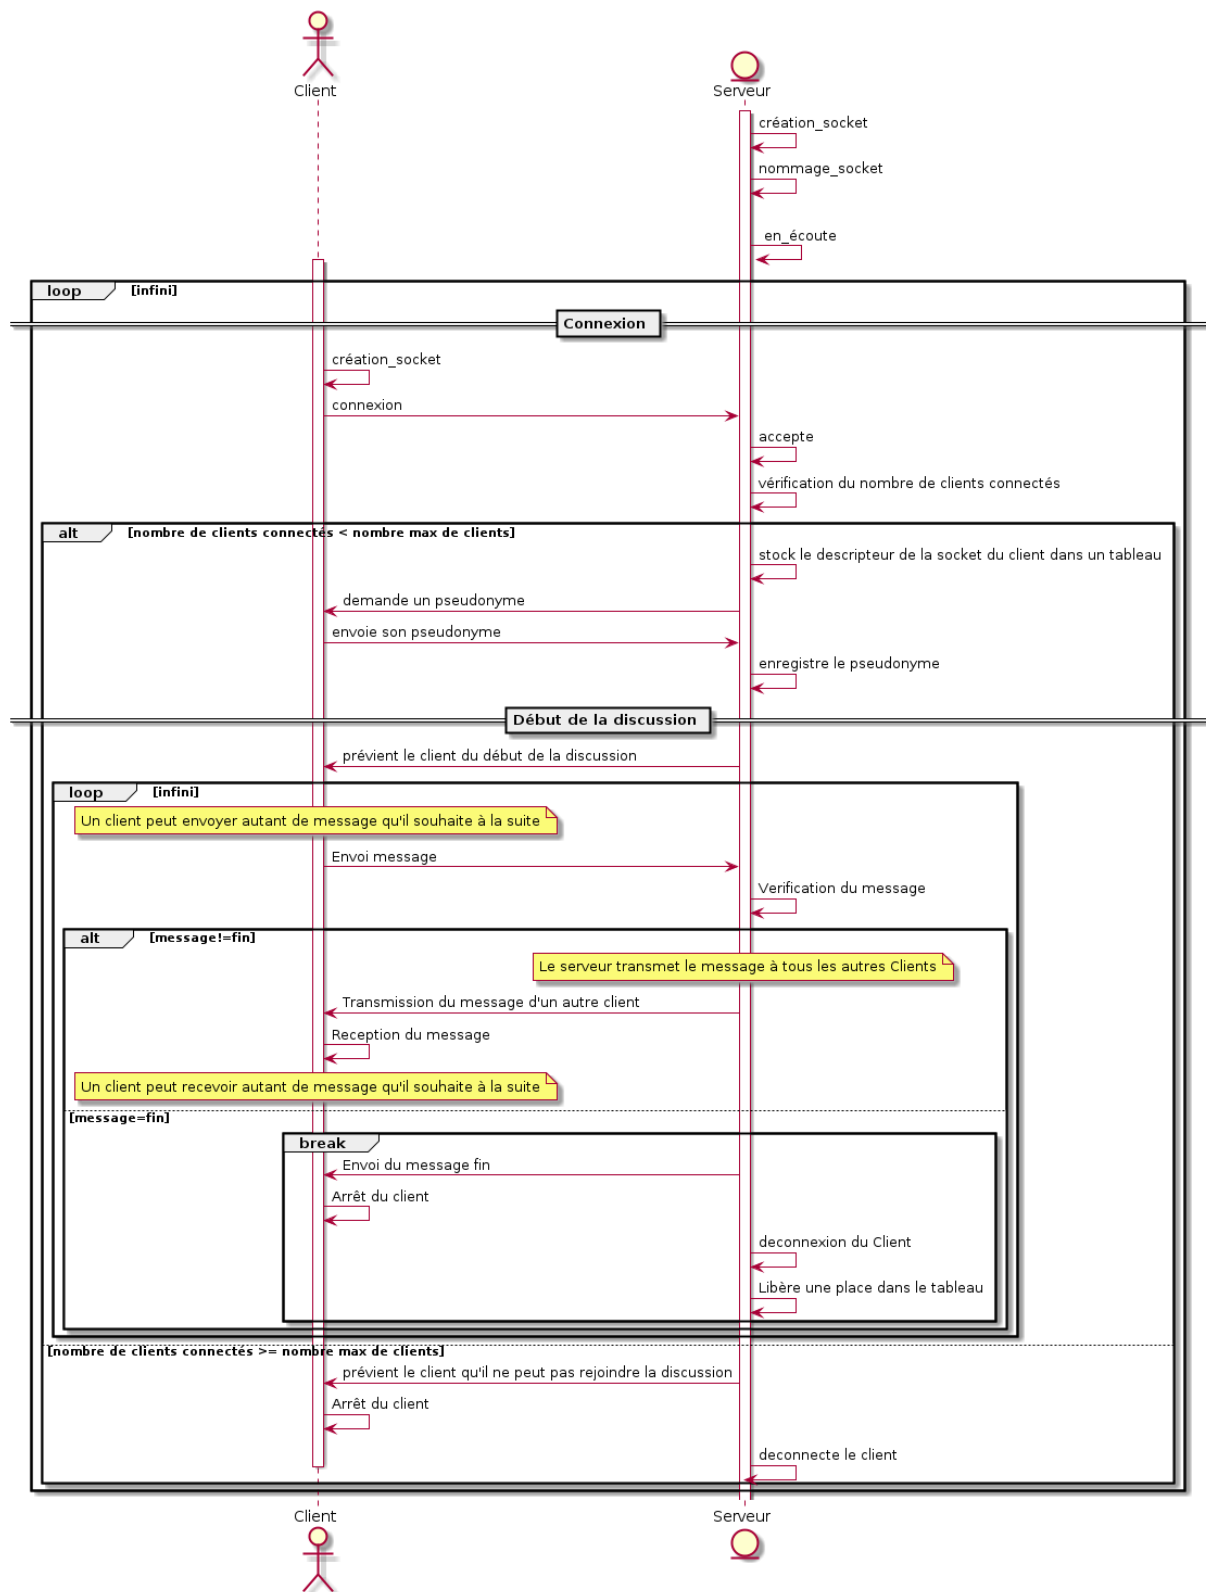 Client
Serveur
création_socket
nommage_socket
en_écoute
loop [infini]
Connexion
création_socket
connexion
accepte
vérification du nombre de clients connectés
alt [nombre de clients connectés < nombre max de clients]
stock le descripteur de la socket du client dans un tableau
demande un pseudonyme
envoie son pseudonyme
enregistre le pseudonyme
Début de la discussion
prévient le client du début de la discussion
loop [infini]
Un client peut envoyer autant de message qu'il souhaite à la suite
Envoi message
Verification du message
alt [message!=fin]
Le serveur transmet le message à tous les autres Clients
Transmission du message d'un autre client
Reception du message
Un client peut recevoir autant de message qu'il souhaite à la suite
[message=fin]
break
Envoi du message fin
Arrêt du client
deconnexion du Client
Libère une place dans le tableau
[nombre de clients connectés >= nombre max de clients]
prévient le client qu'il ne peut pas rejoindre la discussion
Arrêt du client
deconnecte le client
Client
Serveur